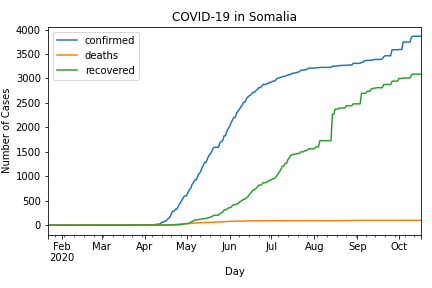 COVID-19 in Somalia
confirmed
deaths
recovered
4000
3500
3000
2500
2000
1500
1000
500
0
Number of Cases
Feb Mar Apr May Jun Jul Aug Sep Oct
2020
Day